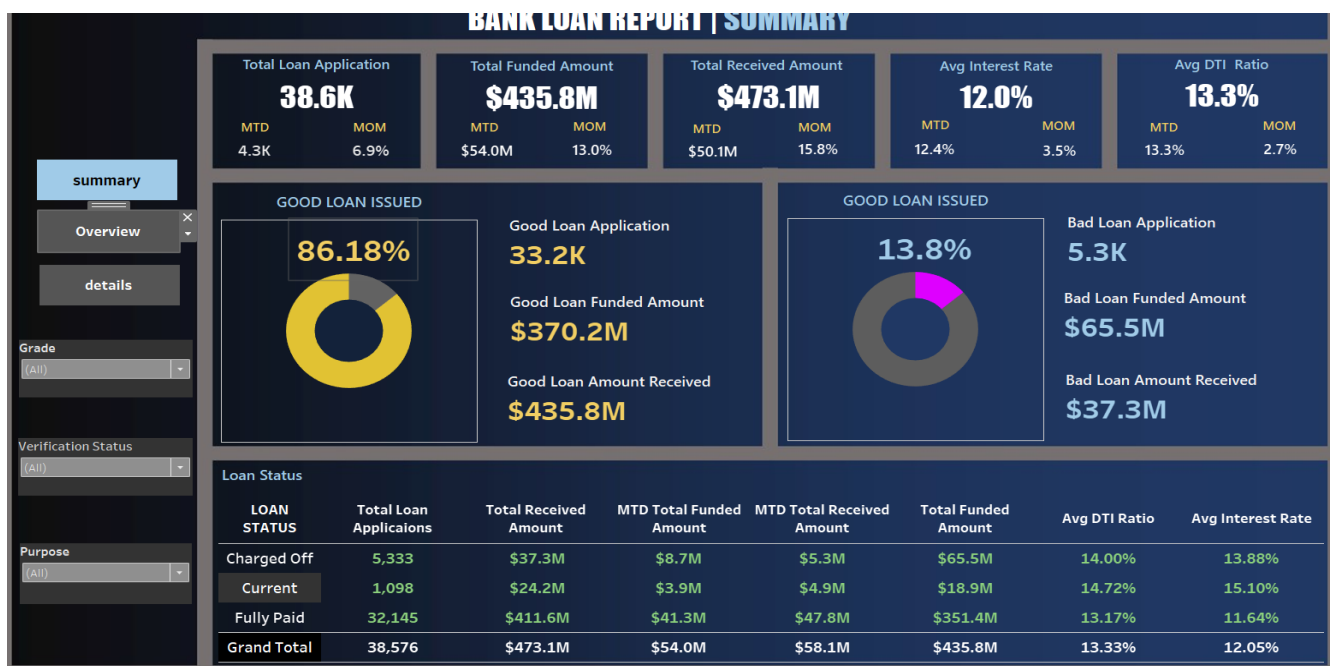 BANK LOAN REPORT | SUMMARY
Total Loan Application
38.6K
MTD MOM
4.3K 6.9%
Total Funded Amount
$435.8M
MTD MOM
$54.0M 13.0%
Total Received Amount
$473.1M
MTD MOM
$50.1M 15.8%
Avg Interest Rate
12.0%
MTD MOM
12.4% 3.5%
Avg DTI Ratio
13.3%
MTD MOM
13.3% 2.7%
summary
Overview
details
Grade
(All)
Verification Status
(All)
Purpose
(All)
GOOD LOAN ISSUED
86.18%
Good Loan Application
33.2K
Good Loan Funded Amount
$370.2M
Good Loan Amount Received
$435.8M
GOOD LOAN ISSUED
13.8%
Bad Loan Application
5.3K
Bad Loan Funded Amount
$65.5M
Bad Loan Amount Received
$37.3M
Loan Status
LOAN STATUS Total Loan Applicaions Total Received Amount MTD Total Funded Amount MTD Total Received Amount Total Funded Amount Avg DTI Ratio Avg Interest Rate
Charged Off 5,333 $37.3M $8.7M $5.3M $65.5M 14.00% 13.88%
Current 1,098 $24.2M $3.9M $4.9M $18.9M 14.72% 15.10%
Fully Paid 32,145 $411.6M $41.3M $47.8M $351.4M 13.17% 11.64%
Grand Total 38,576 $473.1M $54.0M $58.1M $435.8M 13.33% 12.05%